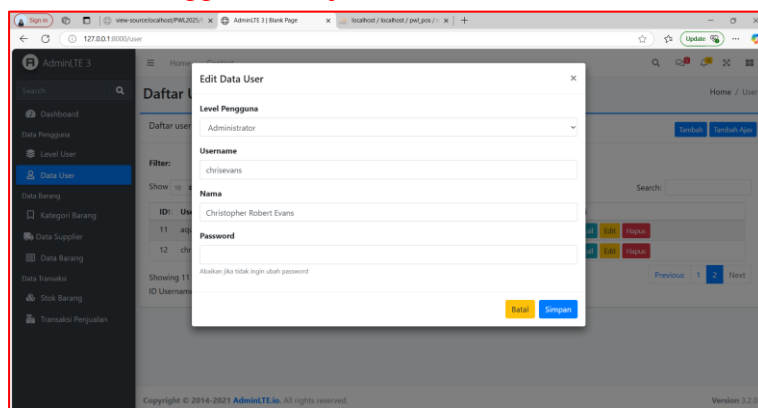 Sign in
view-sourcelocalhost/PWL2025/
AdminLTE 3 | Blank Page
localhost / localhost / pwl_pos /
127.0.0.1:8000/user
Update
AdminLTE 3
Home
Search
Daftar
Home / User
Dashboard
Data Pengguna
Level User
Data User
Data Barang
Kategori Barang
Data Supplier
Data Barang
Data Transaksi
Stok Barang
Transaksi Penjualan
Daftar user
Tambah
Tambah Ajax
Filter:
Show 10
Search:
ID
11
Edit
Hapus
12
Edit
Hapus
Showing 11
ID Username
Previous 1 2 Next
Edit Data User ×
Level Pengguna
Administrator
Username
chrisevans
Nama
Christopher Robert Evans
Password
Abaikan jika tidak ingin ubah password
Batal
Simpan
Copyright © 2014-2021 AdminLTE.io. All rights reserved.
Version 3.2.0